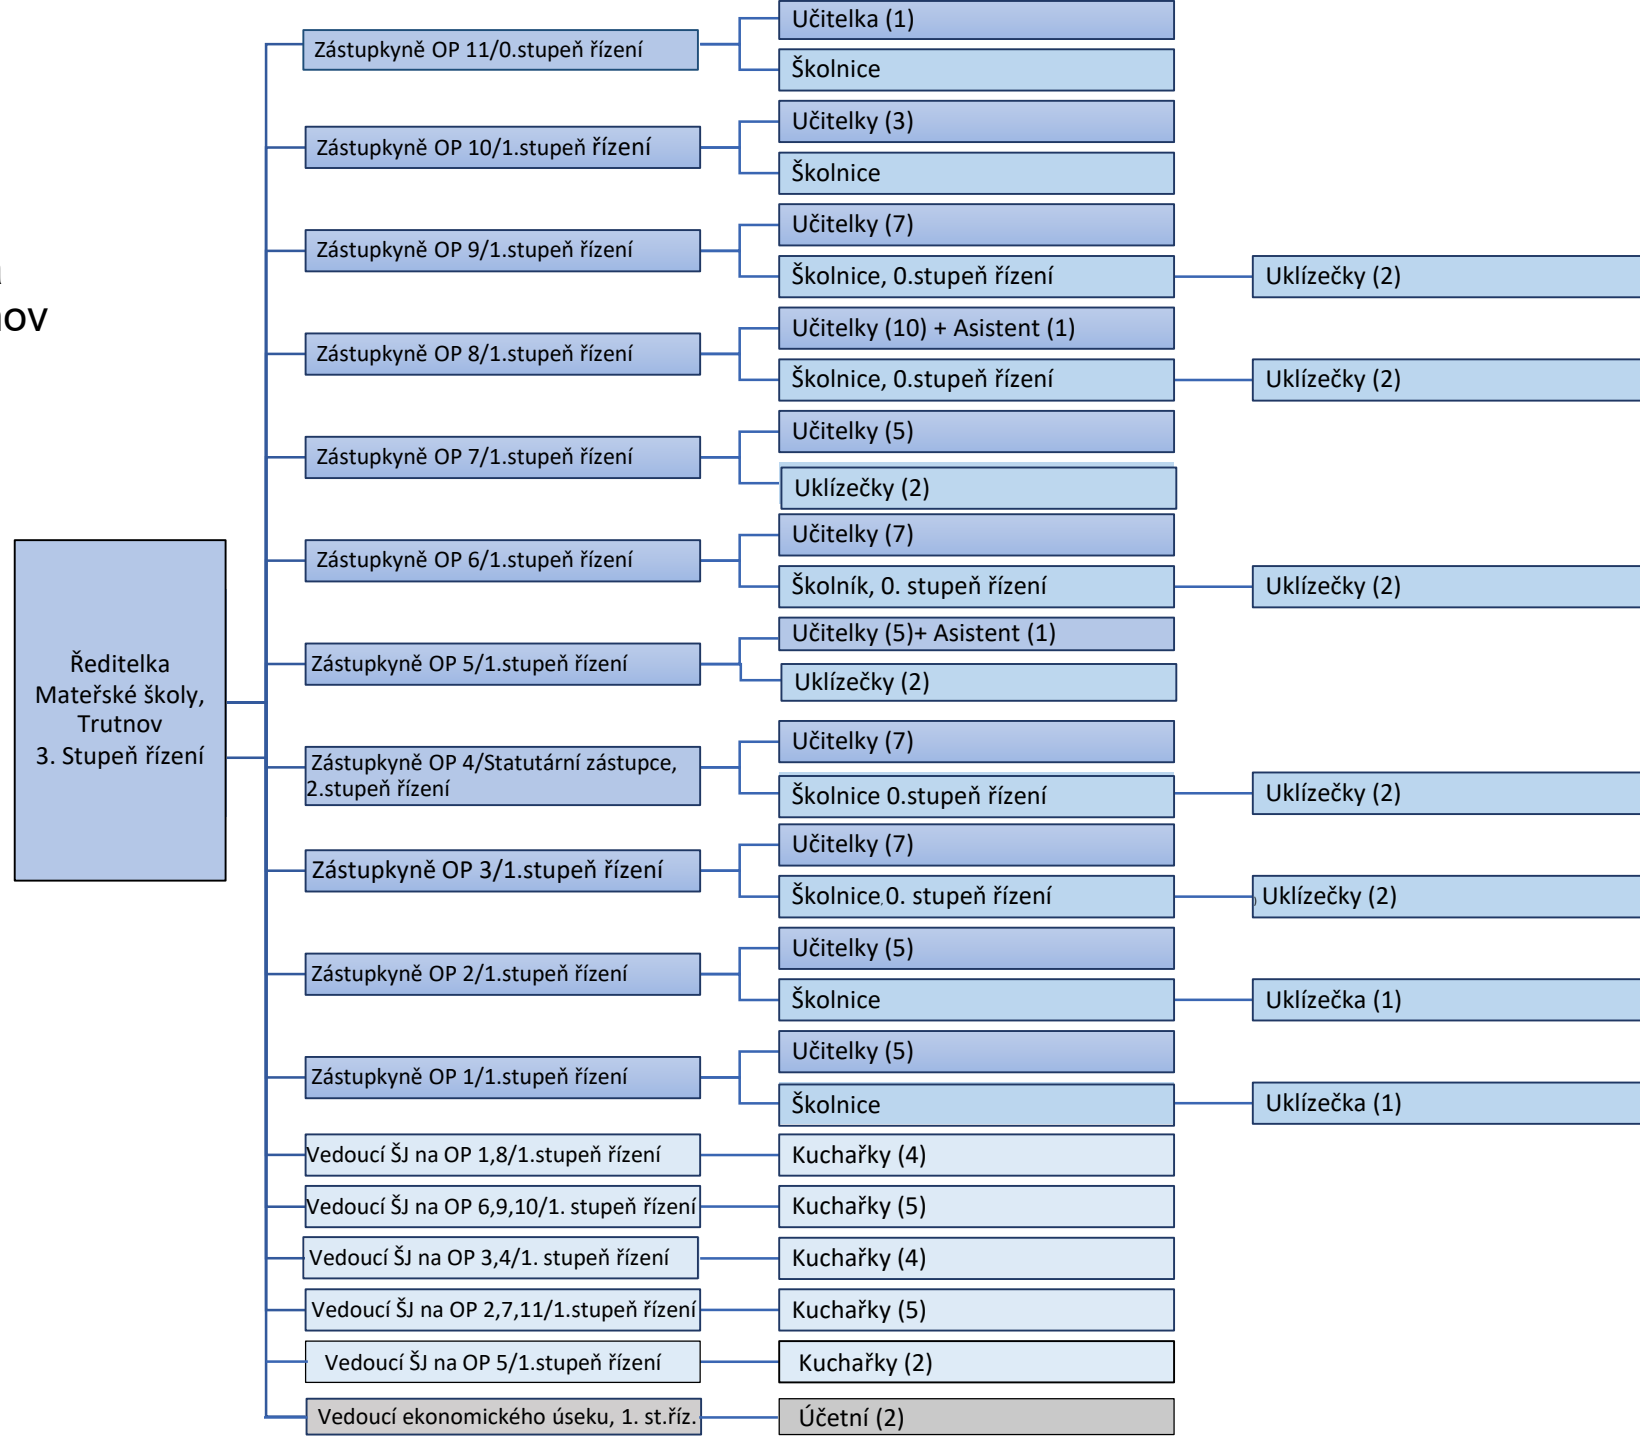 Zástupkyně OP 11/0.stupeň řízení
Učitelka (1)
Školnice
Zástupkyně OP 10/1.stupeň řízení
Učitelky (3)
Školnice
Zástupkyně OP 9/1.stupeň řízení
Učitelky (7)
Školnice, 0.stupeň řízení
Uklízečky (2)
nov
Zástupkyně OP 8/1.stupeň řízení
Učitelky (10) + Asistent (1)
Školnice, 0.stupeň řízení
Uklízečky (2)
Zástupkyně OP 7/1.stupeň řízení
Učitelky (5)
Uklízečky (2)
Zástupkyně OP 6/1.stupeň řízení
Učitelky (7)
Školník, 0. stupeň řízení
Uklízečky (2)
Zástupkyně OP 5/1.stupeň řízení
Učitelky (5)+ Asistent (1)
Uklízečky (2)
Ředitelka
Mateřské školy,
Trutnov
3. Stupeň řízení
Zástupkyně OP 4/Statutární zástupce,
2.stupeň řízení
Učitelky (7)
Školnice 0.stupeň řízení
Uklízečky (2)
Zástupkyně OP 3/1.stupeň řízení
Učitelky (7)
Školnice,0. stupeň řízení
Uklízečky (2)
Zástupkyně OP 2/1.stupeň řízení
Učitelky (5)
Školnice
Uklízečka (1)
Zástupkyně OP 1/1.stupeň řízení
Učitelky (5)
Školnice
Uklízečka (1)
Vedoucí ŠJ na OP 1,8/1.stupeň řízení
Kuchařky (4)
Vedoucí ŠJ na OP 6,9,10/1. stupeň řízení
Kuchařky (5)
Vedoucí ŠJ na OP 3,4/1. stupeň řízení
Kuchařky (4)
Vedoucí ŠJ na OP 2,7,11/1.stupeň řízení
Kuchařky (5)
Vedoucí ŠJ na OP 5/1.stupeň řízení
Kuchařky (2)
Vedoucí ekonomického úseku, 1. st.říz.
Účetní (2)